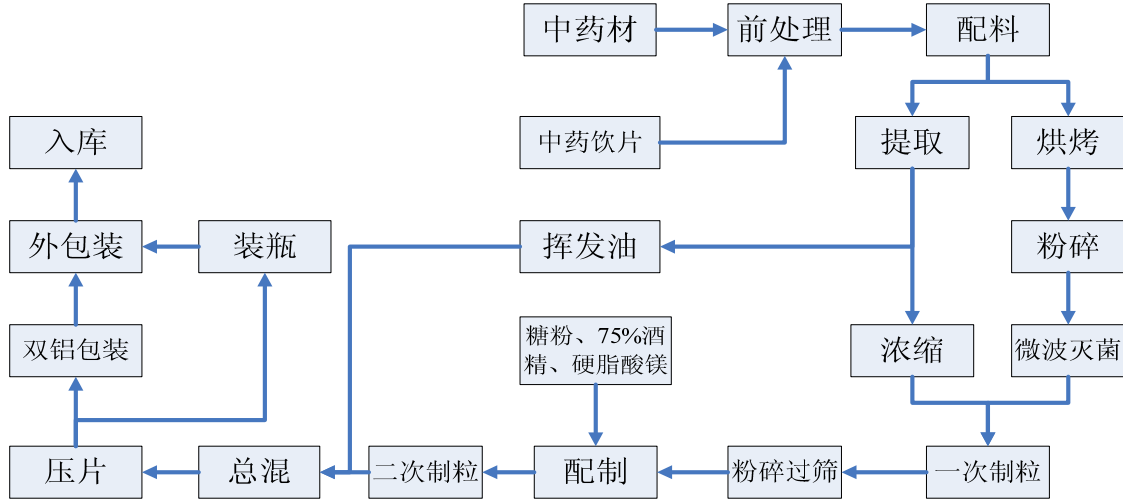 中药材
前处理
配料
入库
中药饮片
提取
烘烤
外包装
装瓶
挥发油
粉碎
双铝包装
糖粉、75%酒
精、硬脂酸镁
浓缩
微波灭菌
压片
总混
二次制粒
配制
粉碎过筛
一次制粒